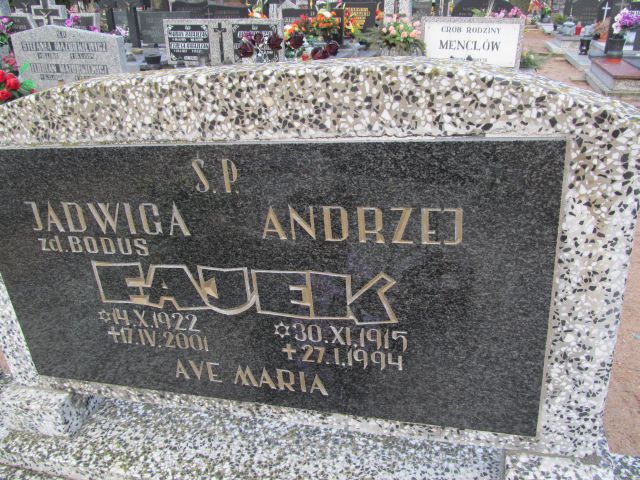 GRÓB RODZINY
MENCLÓW
Ś.P.
JADWIGA ANDRZEJ
zd. BODUS
FAJEK
✡14.X.1922 ✡30.XI.1915
+17.IV.2001 +27.I.1994
AVE MARIA